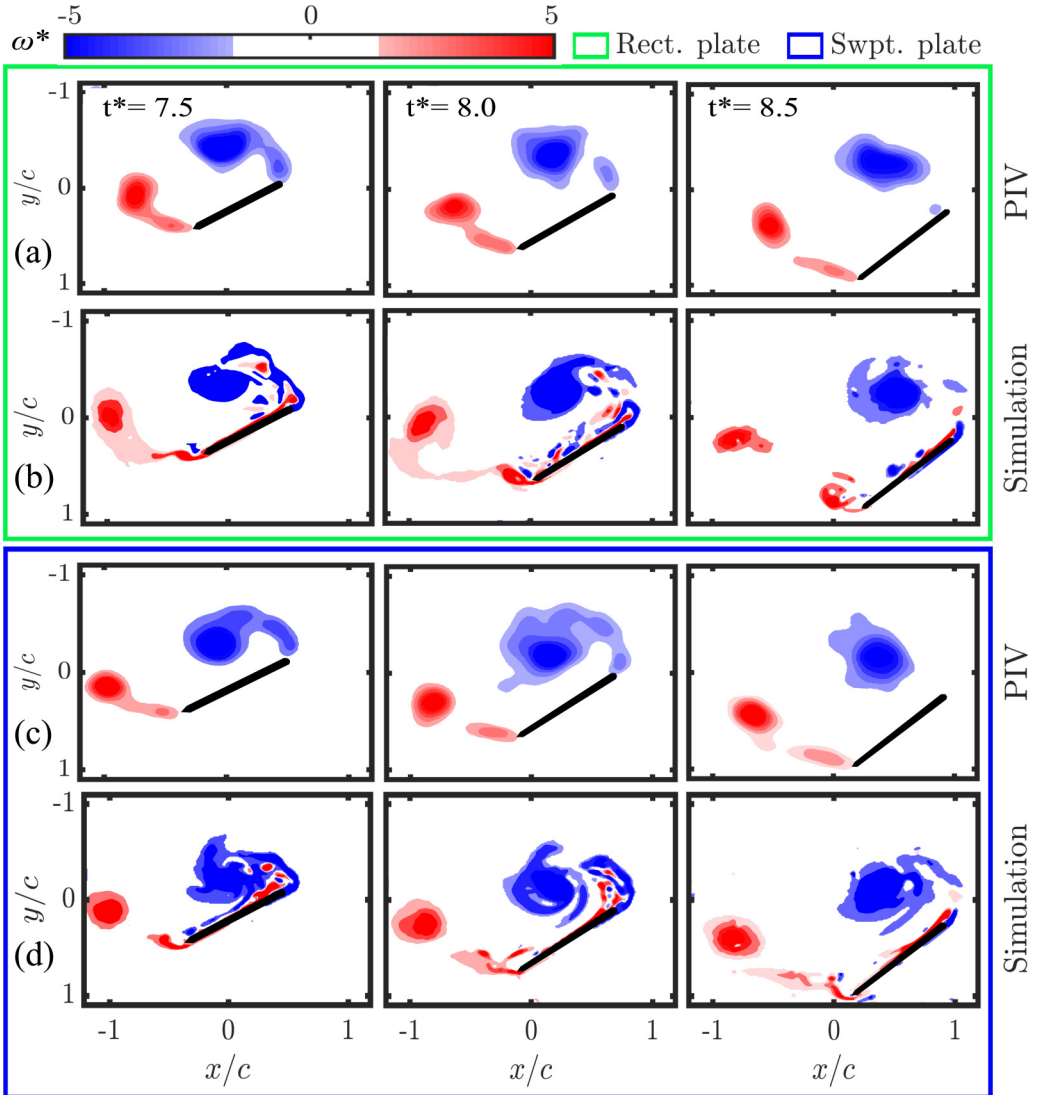 -5 0 5
ω* Rect. plate Swpt. plate
t*= 7.5 t*= 8.0 t*= 8.5
-1
0
1
y/c
(a)
PIV
-1
0
1
y/c
(b)
Simulation
-1
0
1
y/c
(c)
PIV
-1
0
1
y/c
(d)
Simulation
-1 0 1 -1 0 1 -1 0 1
x/c x/c x/c